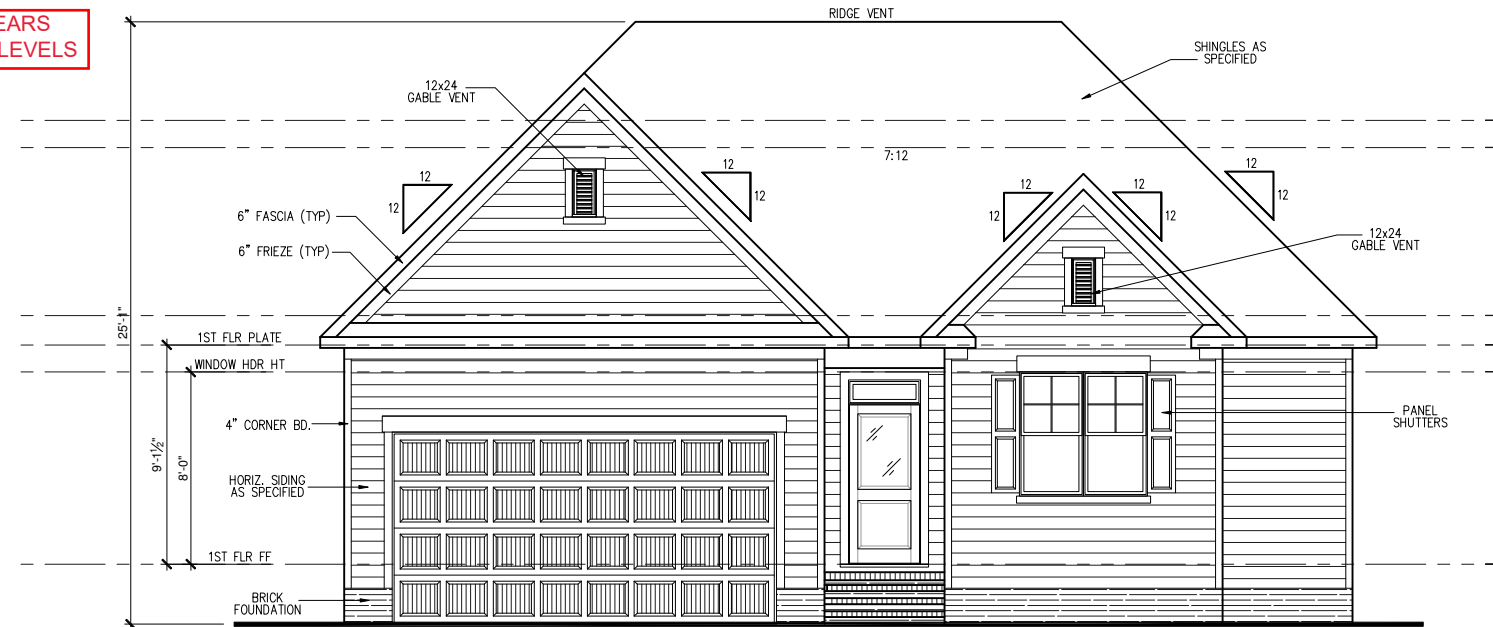 EARS
LEVELS
RIDGE VENT
SHINGLES AS
SPECIFIED
12x24
GABLE VENT
7:12
12
12
12
12
12
12
12
12
12
12
6" FASCIA (TYP)
6" FRIEZE (TYP)
12x24
GABLE VENT
25'-1"
1ST FLR PLATE
WINDOW HDR HT
4" CORNER BD.
PANEL
SHUTTERS
9'-1½"
8'-0"
HORIZ. SIDING
AS SPECIFIED
1ST FLR FF
BRICK
FOUNDATION